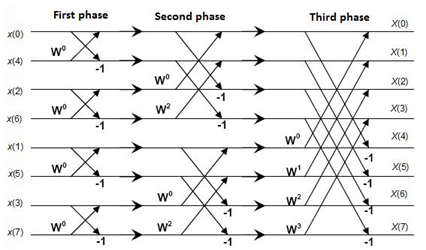 First phase Second phase Third phase
x(0) X(0)
X(1)
x(4) W⁰ -1 X(2)
W⁰
x(2) -1 X(3)
W⁰ W²
x(6) -1 -1 X(4)
W⁰
x(1) -1 X(5)
W⁰ W¹
x(5) -1 -1 X(6)
W⁰ W²
x(3) -1 -1 X(7)
W⁰ W² W³
x(7) -1 -1 -1